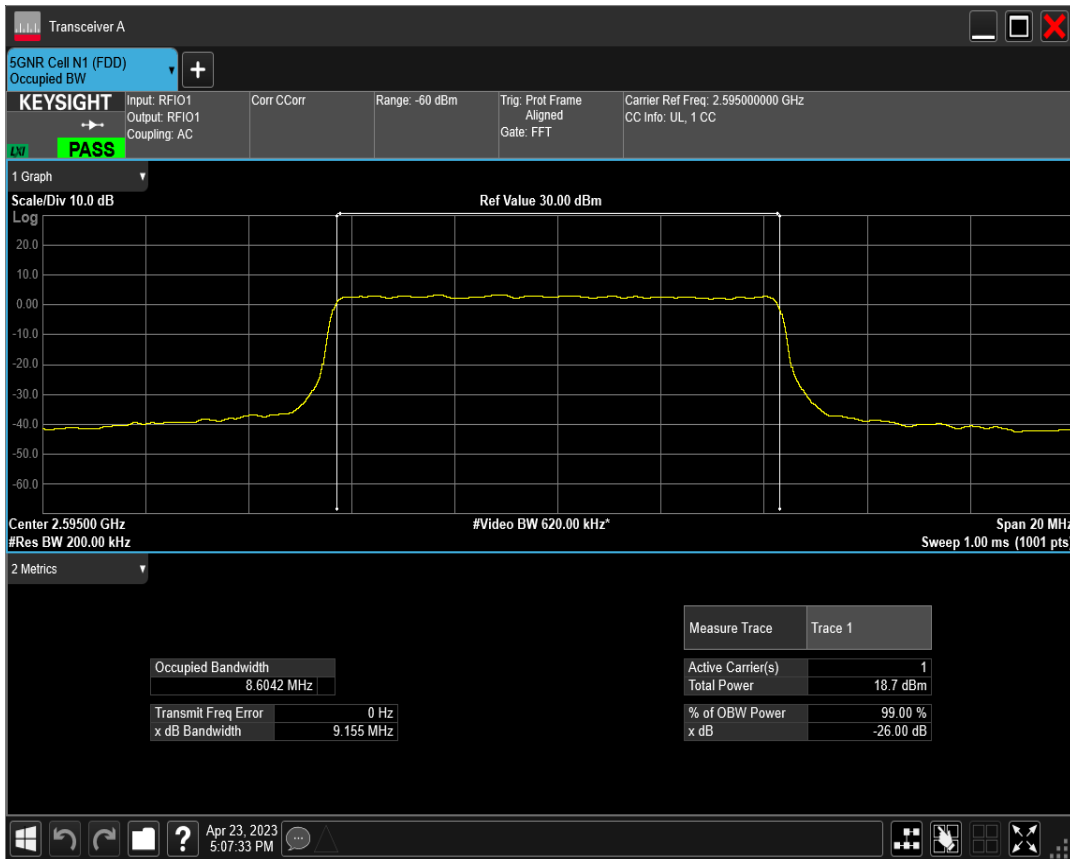 Transceiver A
5GNR Cell N1 (FDD)
Occupied BW
KEYSIGHT
LXI
PASS
Input: RFIO1
Output: RFIO1
Coupling: AC
Corr CCorr
Range: -60 dBm
Trig: Prot Frame
Aligned
Gate: FFT
Carrier Ref Freq: 2.595000000 GHz
CC Info: UL, 1 CC
1 Graph
Scale/Div 10.0 dB
Ref Value 30.00 dBm
Log
20.0
10.0
0.00
-10.0
-20.0
-30.0
-40.0
-50.0
-60.0
Center 2.59500 GHz
#Video BW 620.00 kHz*
Span 20 MHz
#Res BW 200.00 kHz
Sweep 1.00 ms (1001 pts)
2 Metrics
Measure Trace Trace 1
Occupied Bandwidth
8.6042 MHz
Active Carrier(s) 1
Total Power 18.7 dBm
Transmit Freq Error 0 Hz
x dB Bandwidth 9.155 MHz
% of OBW Power 99.00 %
x dB -26.00 dB
Apr 23, 2023
5:07:33 PM